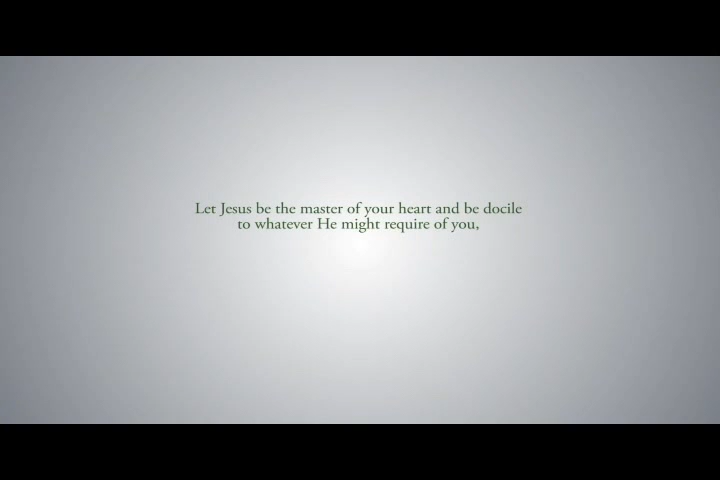 Let Jesus be the master of your heart and be docile
to whatever He might require of you,